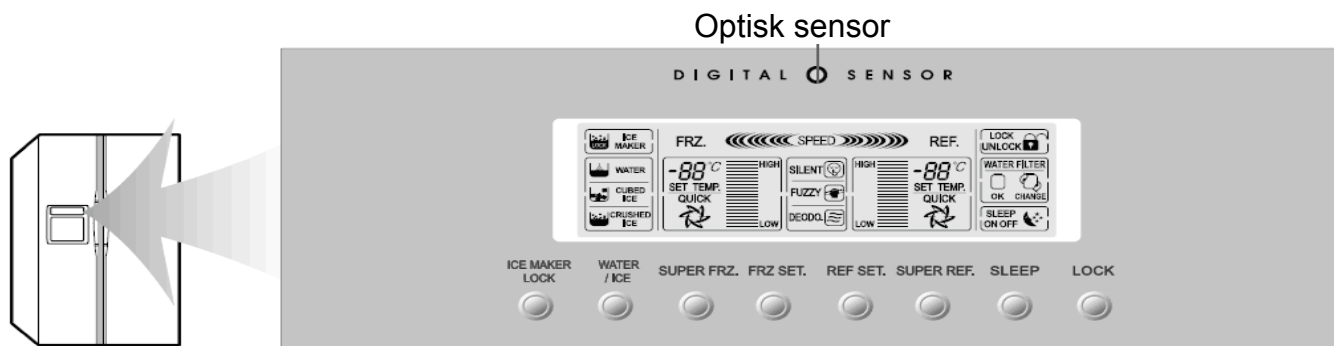 Optisk sensor
DIGITAL SENSOR
LOCK
ICE
MAKER
FRZ.
SPEED
REF.
LOCK
UNLOCK
WATER
CUBED
ICE
CRUSHED
ICE
-88°C
SET TEMP.
QUICK
HIGH
LOW
SILENT
FUZZY
DEODO.
HIGH
LOW
-88°C
SET TEMP.
QUICK
WATER FILTER
OK CHANGE
SLEEP
ON OFF
ICE MAKER
LOCK
WATER
/ ICE
SUPER FRZ.
FRZ SET.
REF SET.
SUPER REF.
SLEEP
LOCK